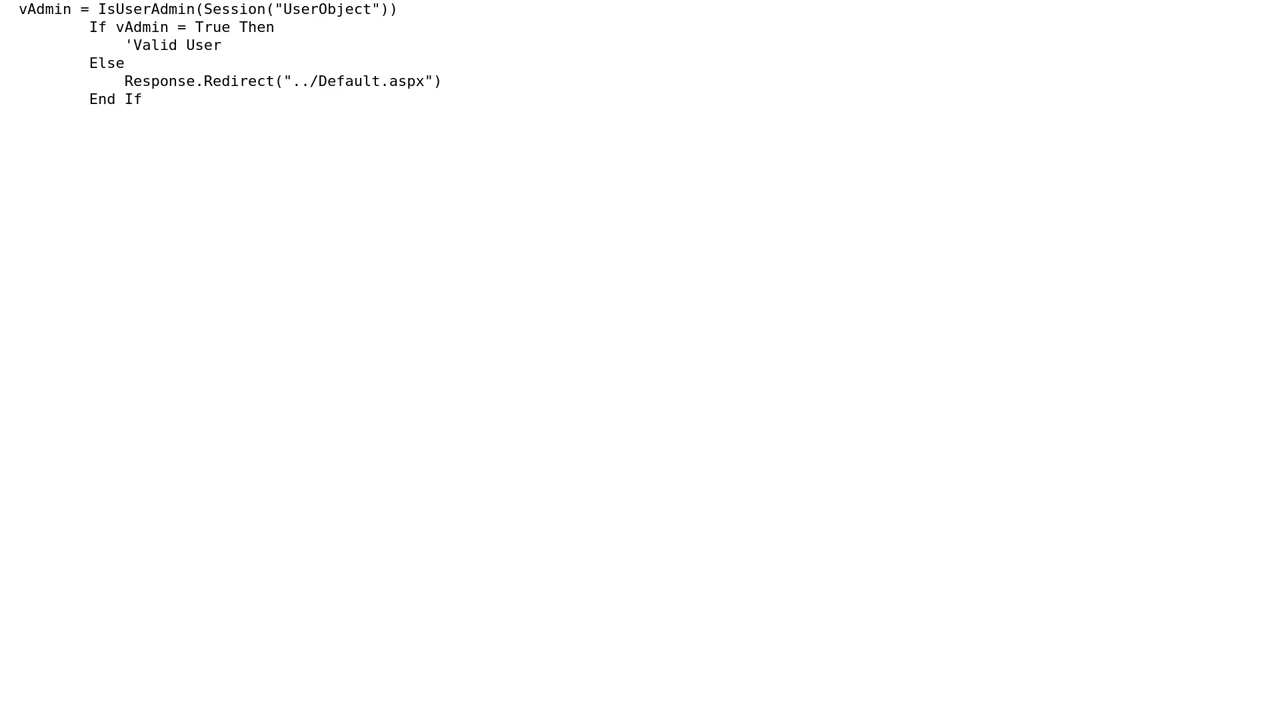 vAdmin = IsUserAdmin(Session("UserObject"))
        If vAdmin = True Then
            'Valid User
        Else
            Response.Redirect("../Default.aspx")
        End If